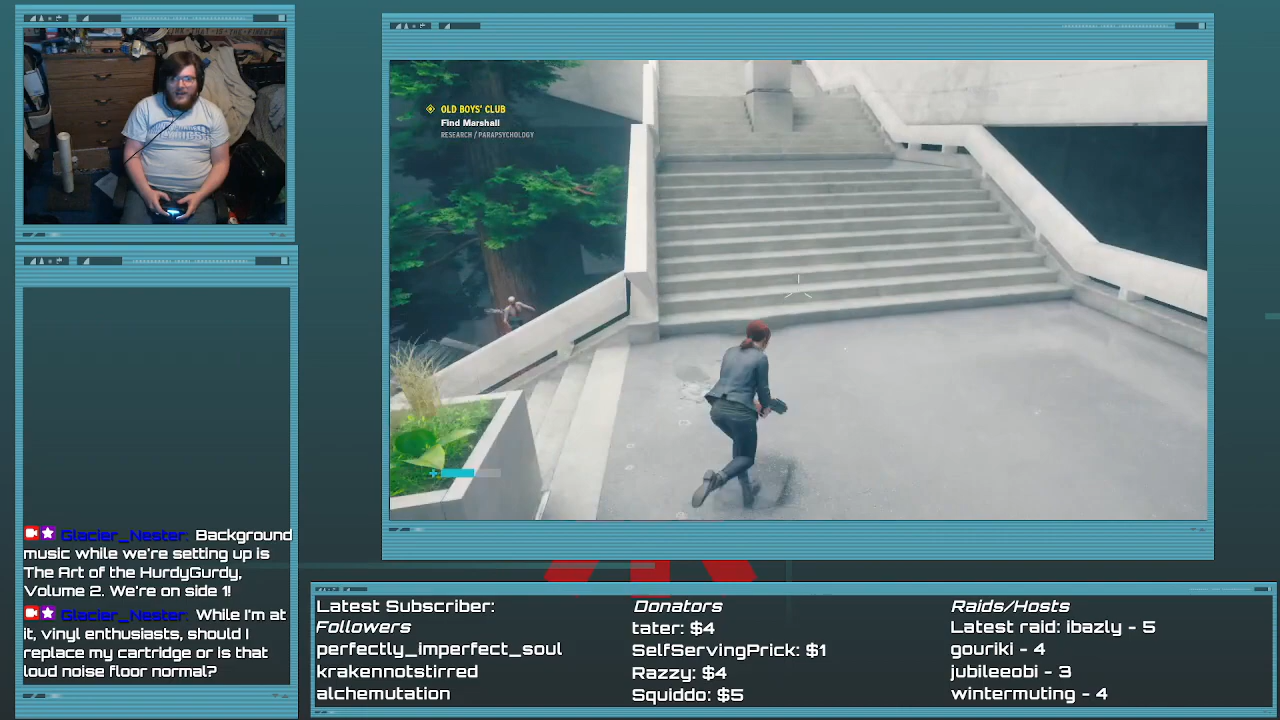 OLD BOYS' CLUB
Find Marshall
RESEARCH / PARAPSYCHOLOGY
Glacier_Nester: Background
music while we're setting up is
The Art of the HurdyGurdy,
Volume 2. We're on side 1!
Glacier_Nester: While I'm at
it, vinyl enthusiasts, should I
replace my cartridge or is that
loud noise floor normal?
Latest Subscriber:
Followers
perfectly_imperfect_soul
krakennotstirred
alchemutation
Donators
tater: $4
SelfServingPrick: $1
Razzy: $4
Squiddo: $5
Raids/Hosts
Latest raid: ibazly - 5
gouriki - 4
jubileeobi - 3
wintermuting - 4